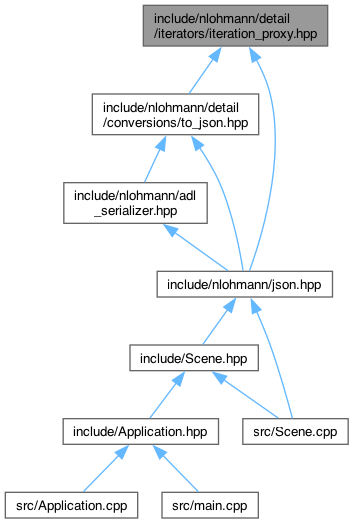 include/nlohmann/detail
/iterators/iteration_proxy.hpp
include/nlohmann/detail
/conversions/to_json.hpp
include/nlohmann/adl
_serializer.hpp
include/nlohmann/json.hpp
include/Scene.hpp
include/Application.hpp
src/Scene.cpp
src/Application.cpp
src/main.cpp